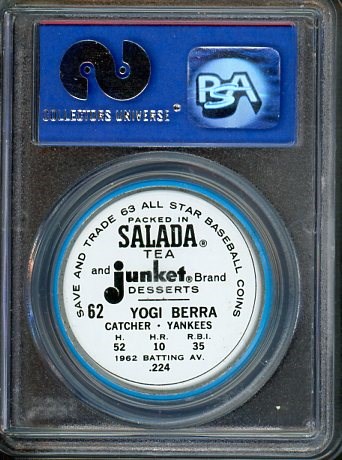 COLLECTORS UNIVERSE
PSA
SAVE AND TRADE 63 ALL STAR BASEBALL COINS
PACKED IN
SALADA®
TEA
and junket® Brand
DESSERTS
62 YOGI BERRA
CATCHER - YANKEES
H. H.R. R.B.I.
52 10 35
1962 BATTING AV.
.224